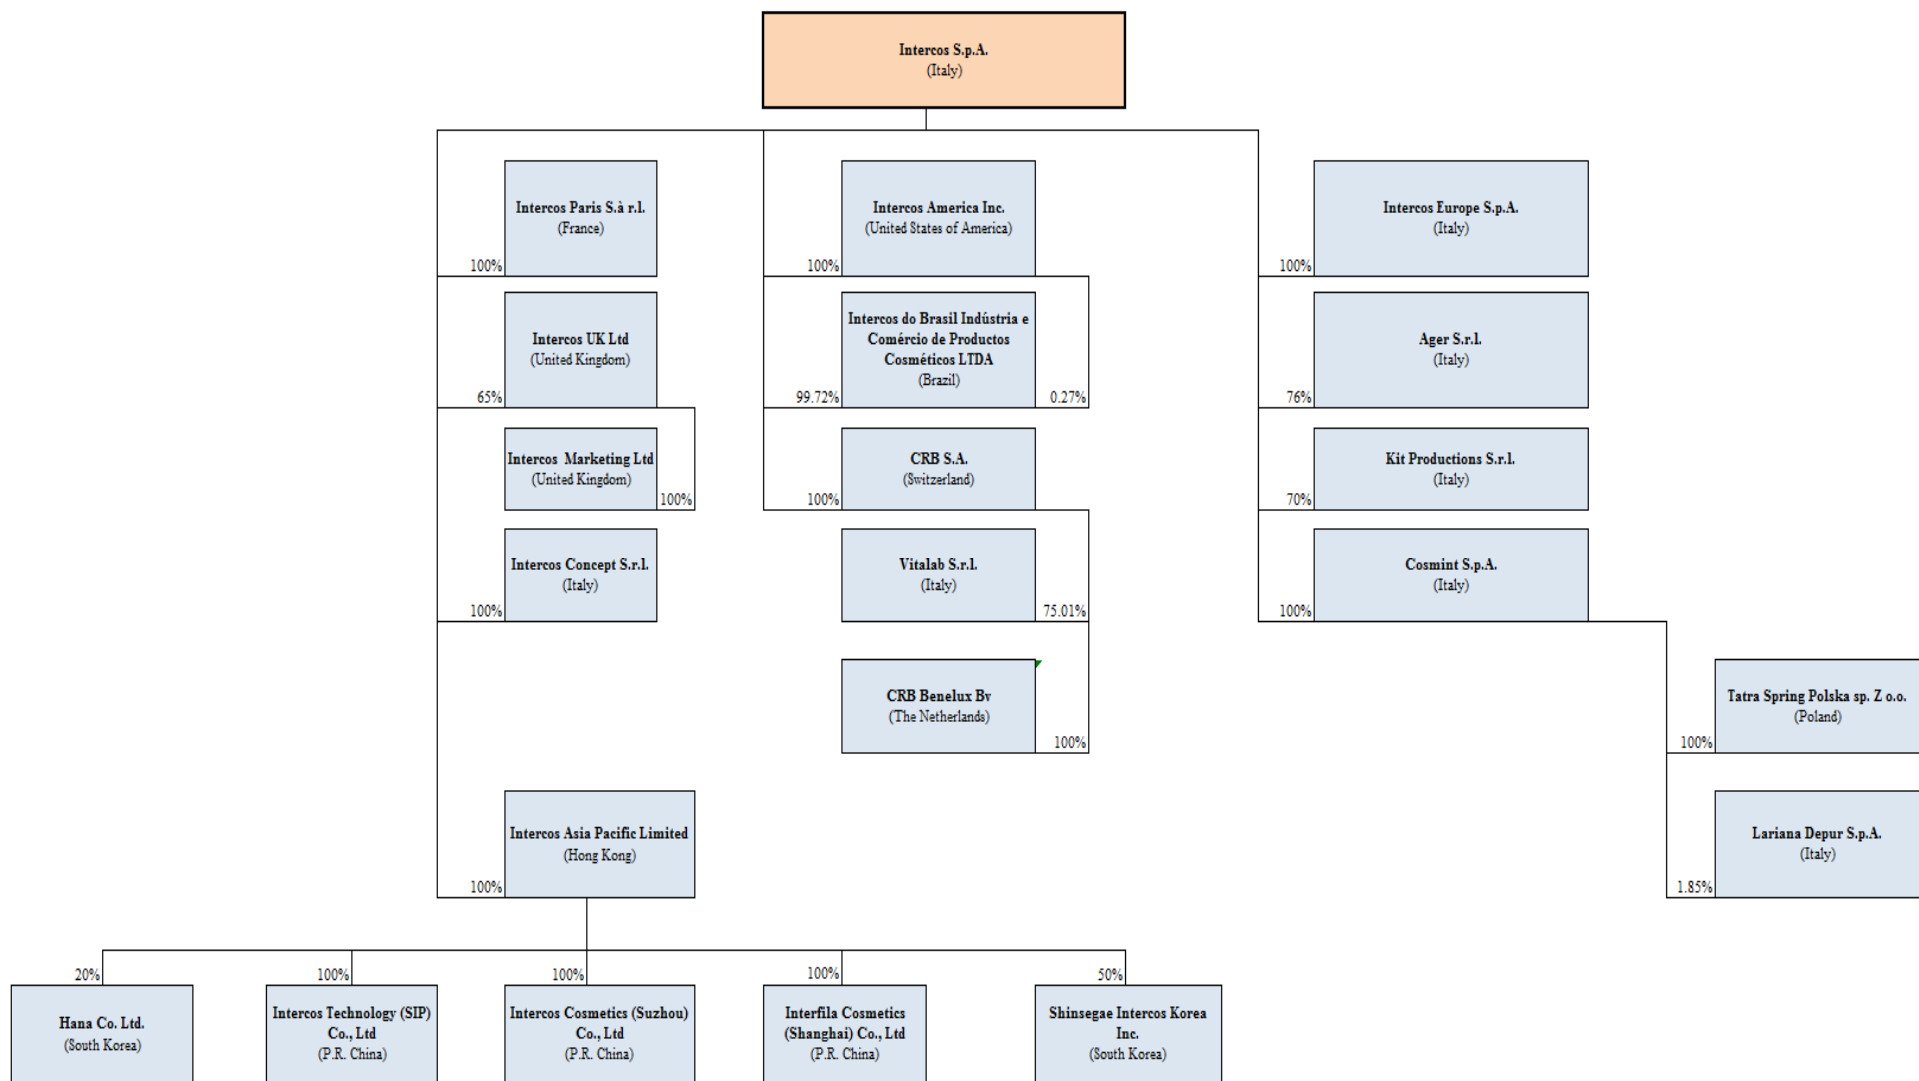 Intercos S.p.A.
(Italy)
Intercos Paris S.à r.l.
(France)
100%
Intercos America Inc.
(United States of America)
100%
Intercos Europe S.p.A.
(Italy)
100%
Intercos UK Ltd
(United Kingdom)
65%
Intercos do Brasil Indústria e
Comércio de Productos
Cosméticos LTDA
(Brazil)
99.72%
0.27%
Ager S.r.l.
(Italy)
76%
Intercos Marketing Ltd
(United Kingdom)
100%
CRB S.A.
(Switzerland)
100%
Kit Productions S.r.l.
(Italy)
70%
Intercos Concept S.r.l.
(Italy)
100%
Vitalab S.r.l.
(Italy)
75.01%
Cosmint S.p.A.
(Italy)
100%
CRB Benelux Bv
(The Netherlands)
100%
Tatra Spring Polska sp. Z o.o.
(Poland)
100%
Intercos Asia Pacific Limited
(Hong Kong)
100%
Lariana Depur S.p.A.
(Italy)
1.85%
20%
100%
100%
100%
50%
Hana Co. Ltd.
(South Korea)
Intercos Technology (SIP)
Co., Ltd
(P.R. China)
Intercos Cosmetics (Suzhou)
Co., Ltd
(P.R. China)
Interfila Cosmetics
(Shanghai) Co., Ltd
(P.R. China)
Shinsegae Intercos Korea
Inc.
(South Korea)